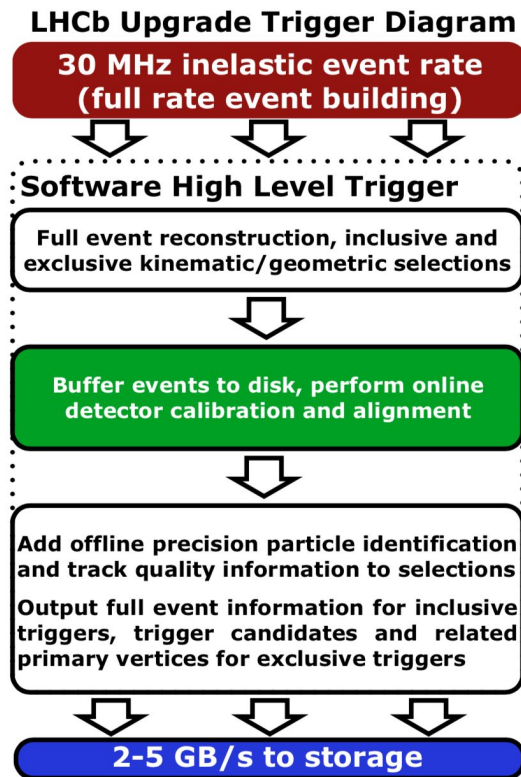 LHCb Upgrade Trigger Diagram
30 MHz inelastic event rate
(full rate event building)
Software High Level Trigger
Full event reconstruction, inclusive and
exclusive kinematic/geometric selections
Buffer events to disk, perform online
detector calibration and alignment
Add offline precision particle identification
and track quality information to selections
Output full event information for inclusive
triggers, trigger candidates and related
primary vertices for exclusive triggers
2-5 GB/s to storage